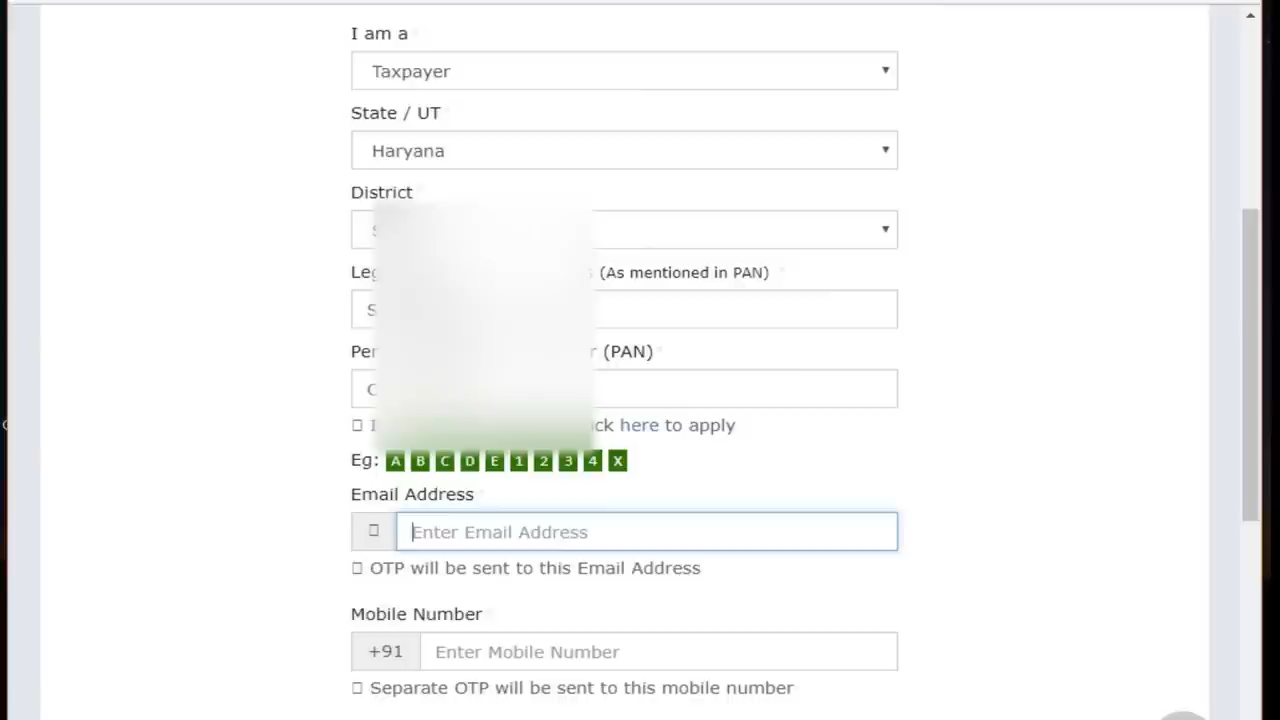 I am a
Taxpayer
State / UT
Haryana
District
(As mentioned in PAN)
(PAN)
here to apply
Eg: A B C D E 1 2 3 4 X
Email Address
Enter Email Address
OTP will be sent to this Email Address
Mobile Number
+91 Enter Mobile Number
Separate OTP will be sent to this mobile number